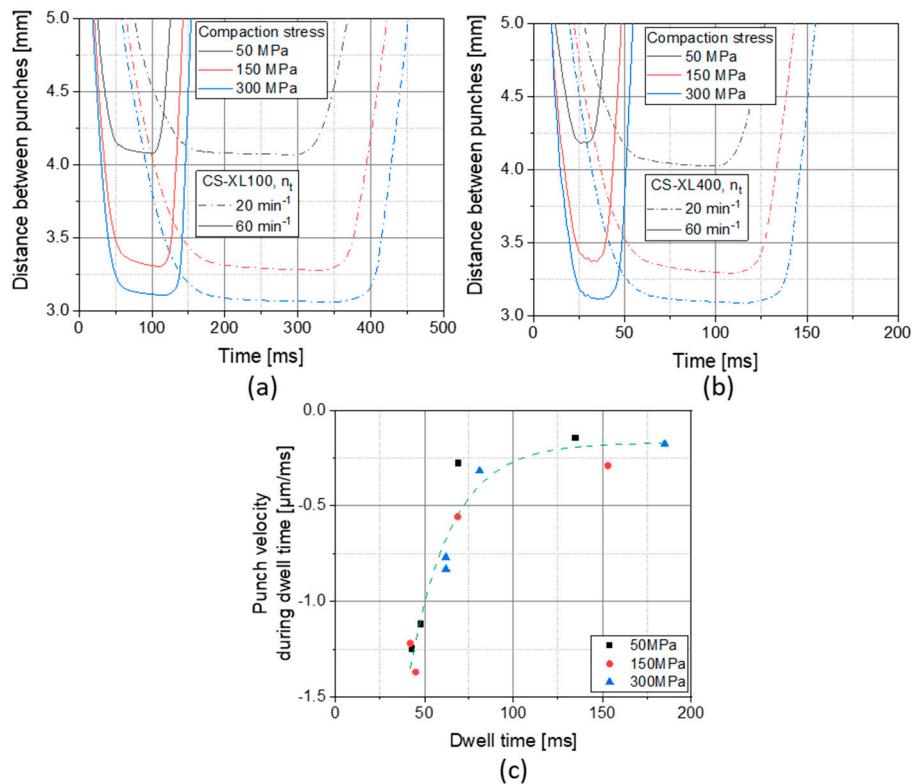 (a)
Distance between punches [mm]
5.0
4.5
4.0
3.5
3.0
Compaction stress
50 MPa
150 MPa
300 MPa
CS-XL100, nt
20 min-1
60 min-1
0 100 200 300 400 500
Time [ms]
(a)
(b)
Distance between punches [mm]
5.0
4.5
4.0
3.5
3.0
Compaction stress
50 MPa
150 MPa
300 MPa
CS-XL400, nt
20 min-1
60 min-1
0 50 100 150 200
Time [ms]
(b)
Punch velocity
during dwell time [µm/ms]
0.0
-0.5
-1.0
-1.5
50MPa
150MPa
300MPa
0 50 100 150 200
Dwell time [ms]
(c)